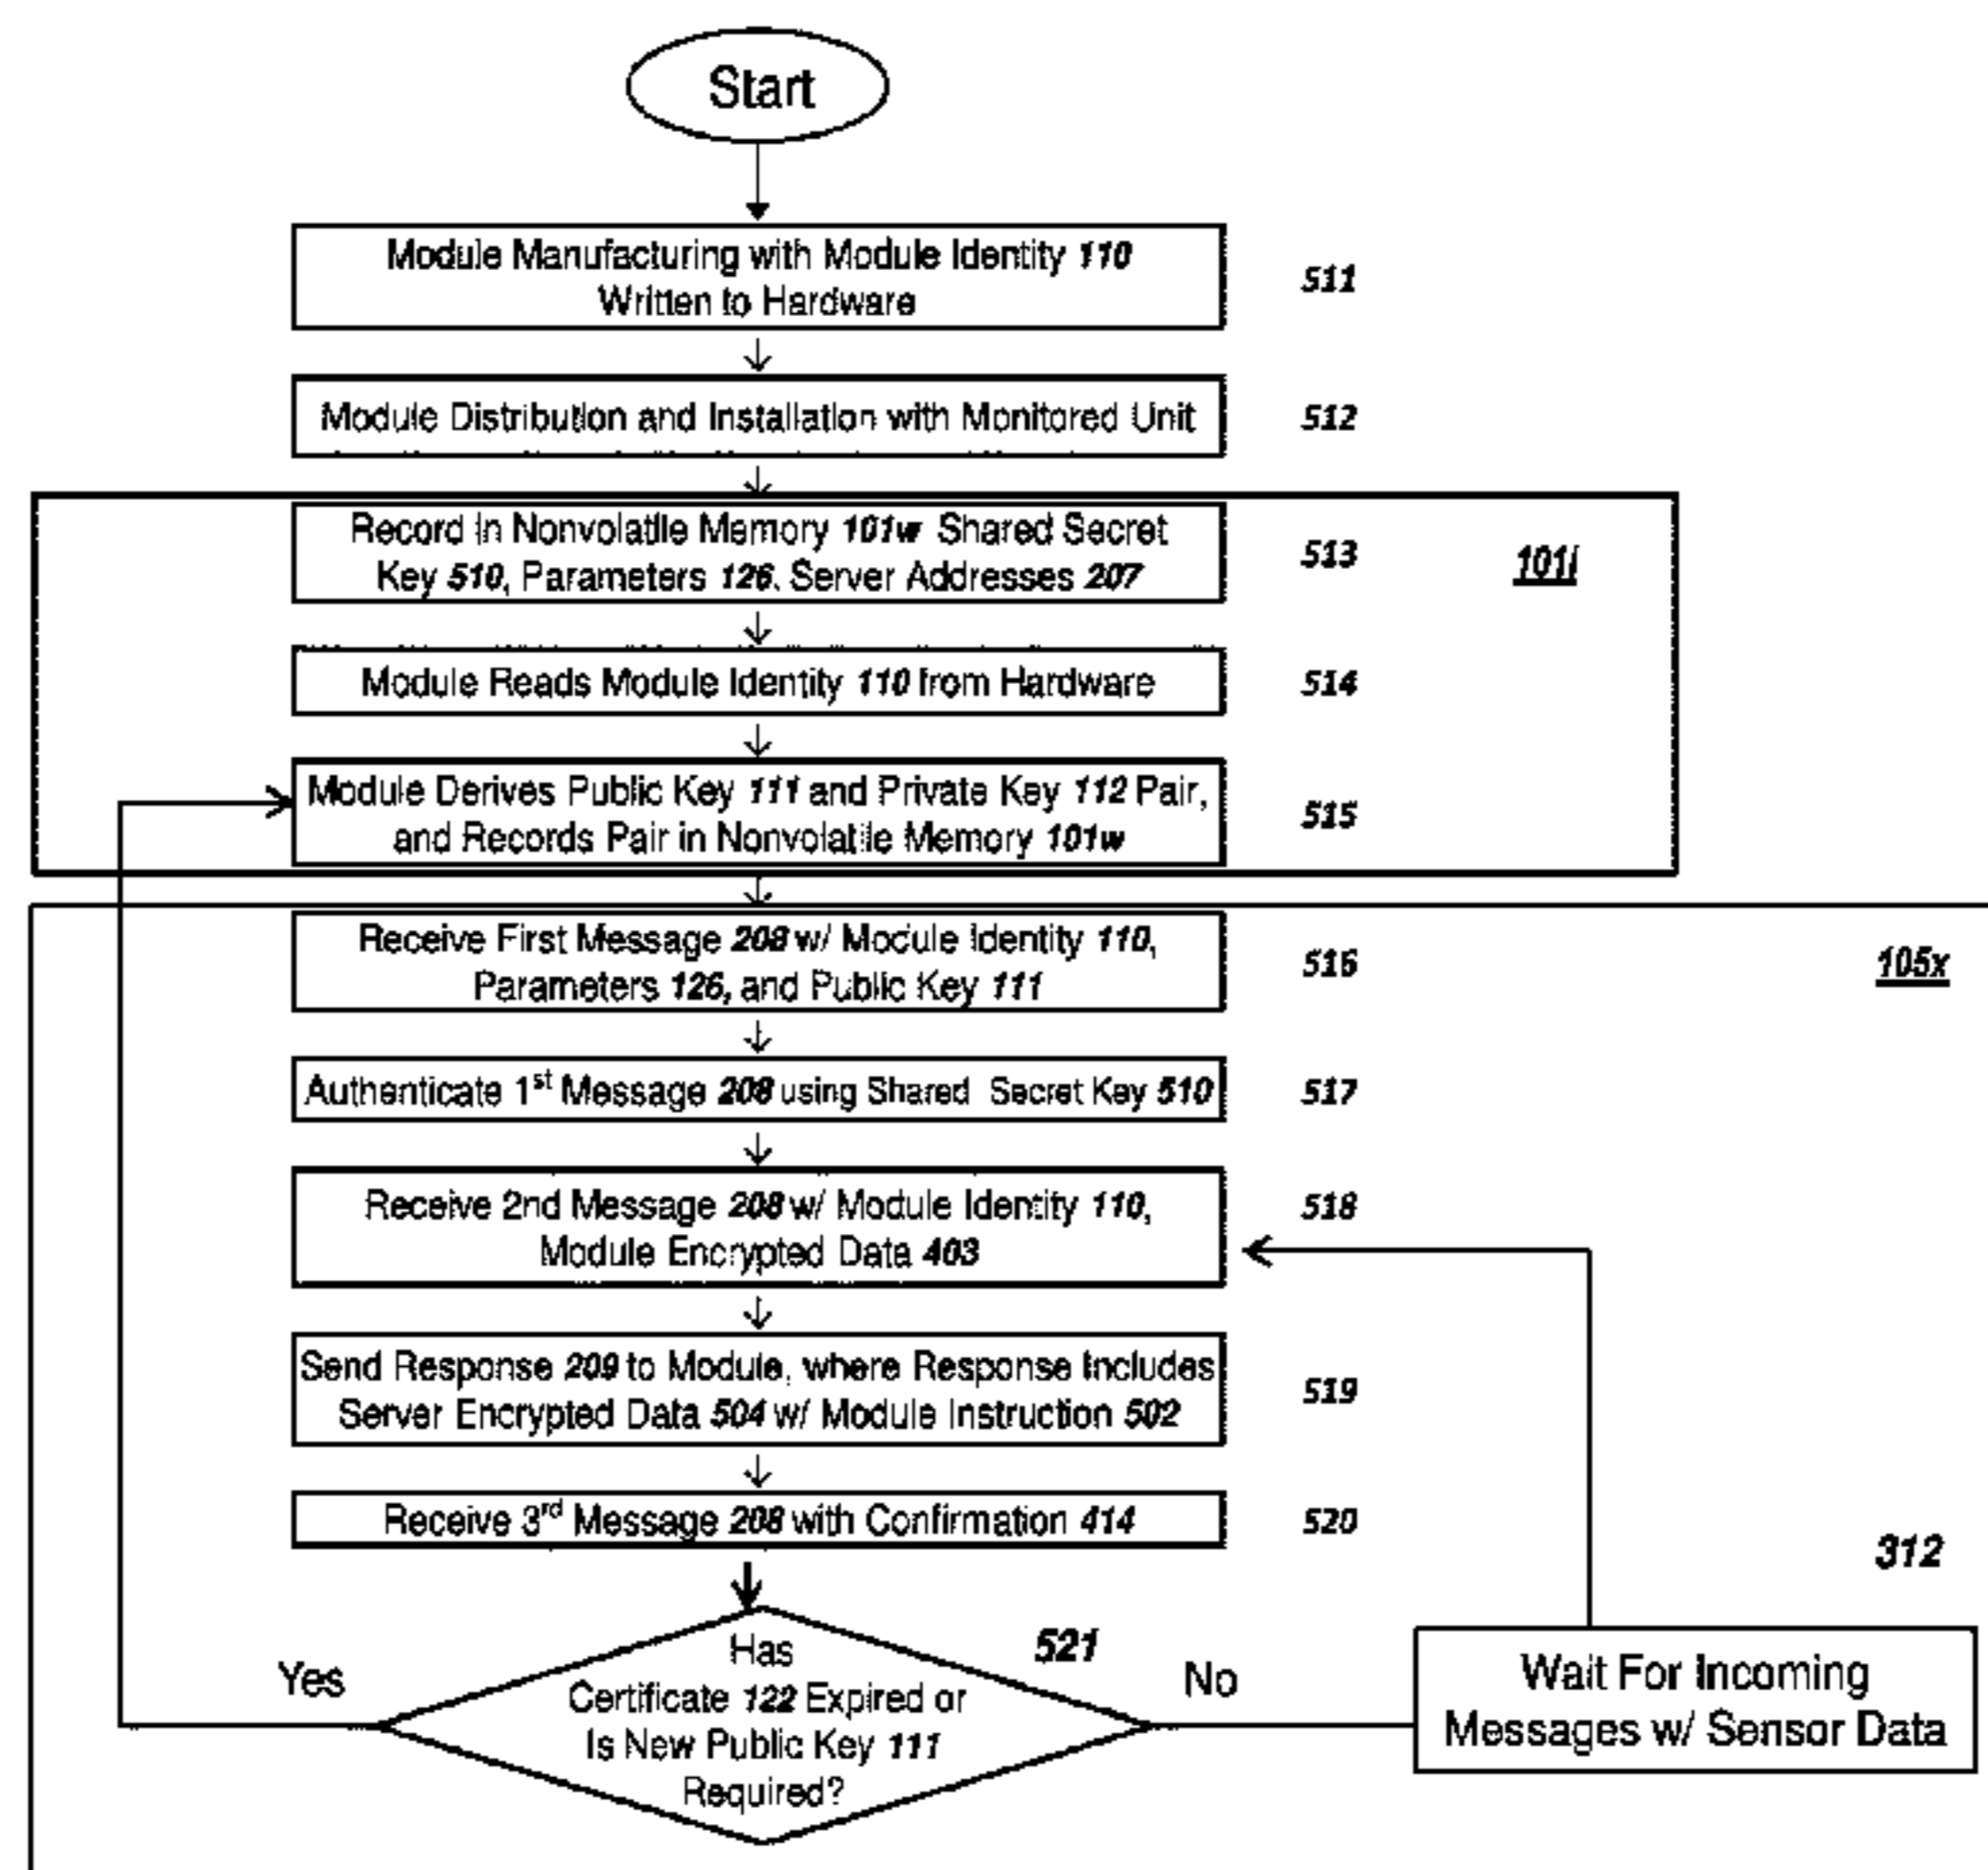 Start
Module Manufacturing with Module Identity 110
Written to Hardware
511
Module Distribution and Installation with Monitored Unit
512
Record in Nonvolatile Memory 101w Shared Secret
Key 510, Parameters 126, Server Addresses 207
513
101i
Module Reads Module Identity 110 from Hardware
514
Module Derives Public Key 111 and Private Key 112 Pair,
and Records Pair in Nonvolatile Memory 101w
515
Receive First Message 208 w/ Module Identity 110,
Parameters 126, and Public Key 111
516
105x
Authenticate 1st Message 208 using Shared Secret Key 510
517
Receive 2nd Message 208 w/ Module Identity 110,
Module Encrypted Data 403
518
Send Response 209 to Module, where Response Includes
Server Encrypted Data 504 w/ Module Instruction 502
519
Receive 3rd Message 208 with Confirmation 414
520
312
Has
Certificate 122 Expired or
Is New Public Key 111
Required?
521
Yes
No
Wait For Incoming
Messages w/ Sensor Data